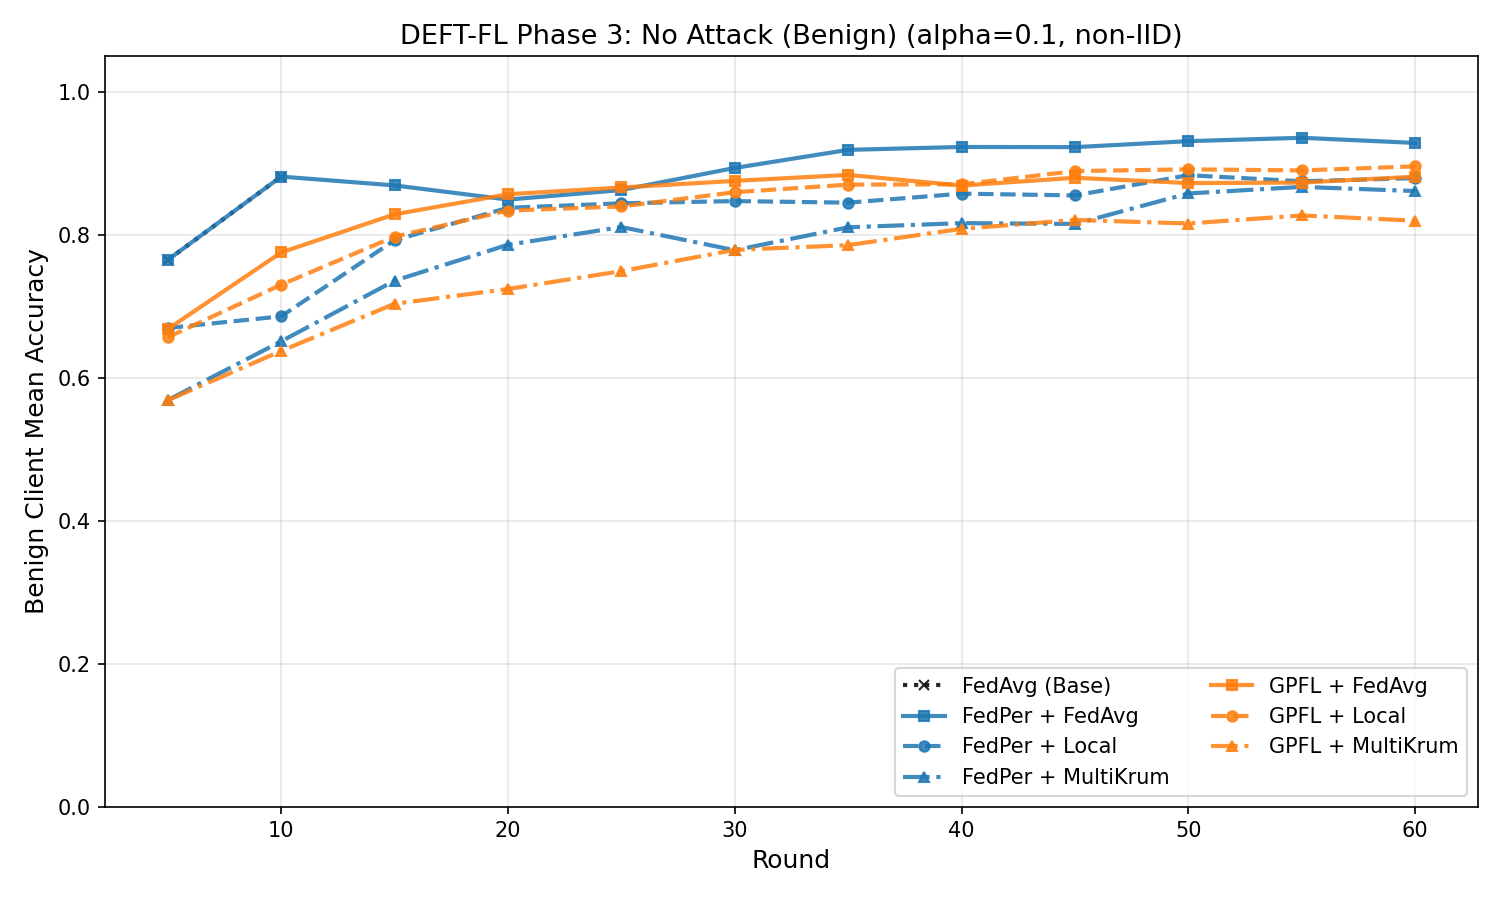 DEFT-FL Phase 3: No Attack (Benign) (alpha=0.1, non-IID)
Benign Client Mean Accuracy
1.0
0.8
0.6
0.4
0.2
0.0
FedAvg (Base)
FedPer + FedAvg
FedPer + Local
FedPer + MultiKrum
GPFL + FedAvg
GPFL + Local
GPFL + MultiKrum
10 20 30 40 50 60
Round